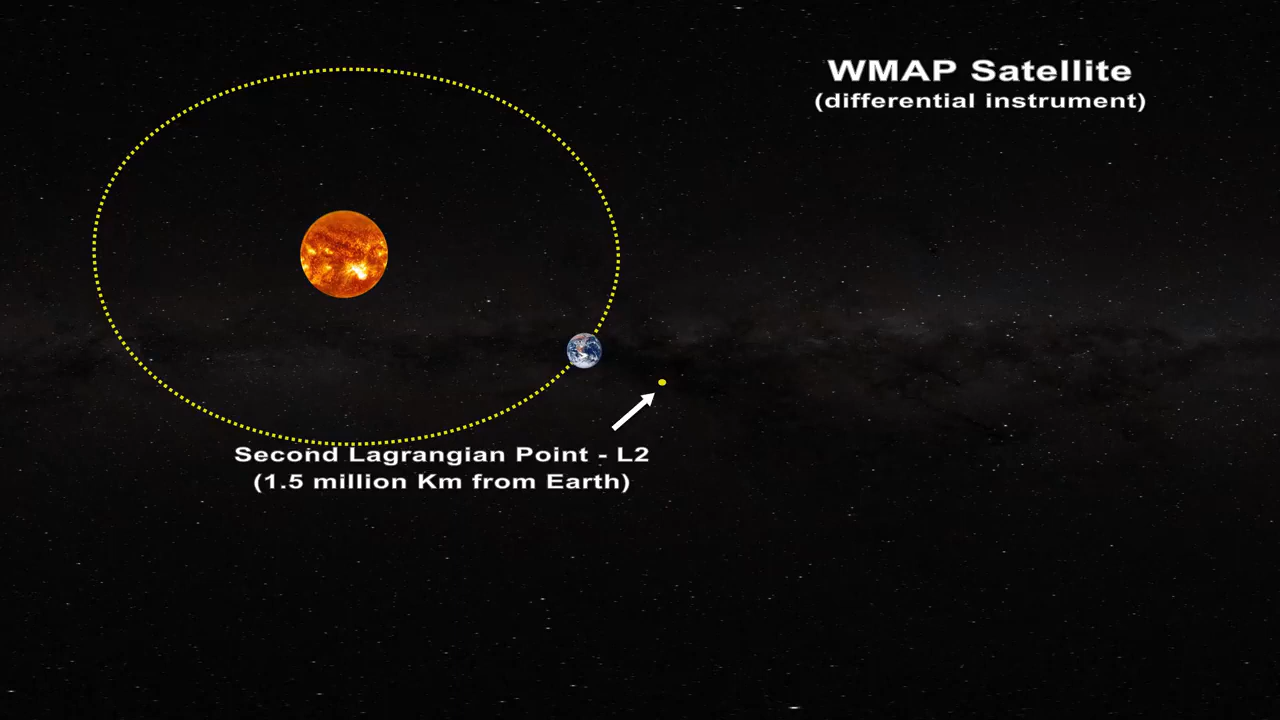 WMAP Satellite
(differential instrument)
Second Lagrangian Point - L2
(1.5 million Km from Earth)